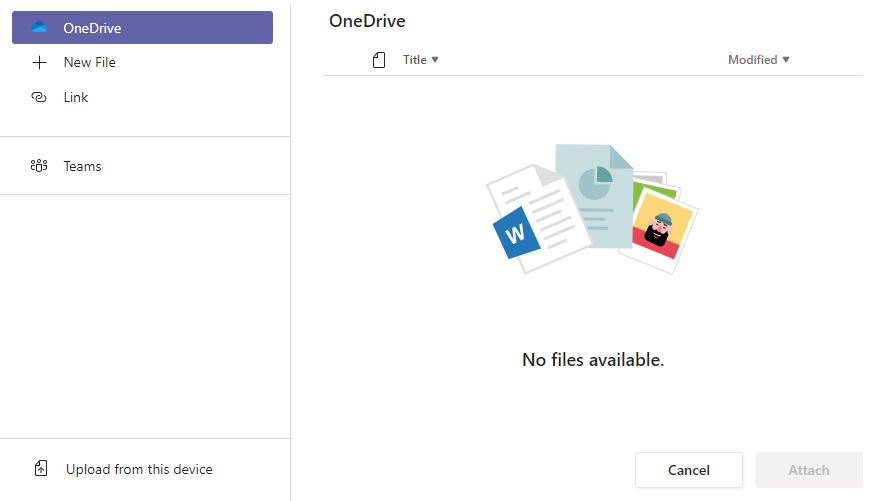 OneDrive
New File
Link
Teams
Upload from this device
OneDrive
Title
Modified
W
No files available.
Cancel
Attach